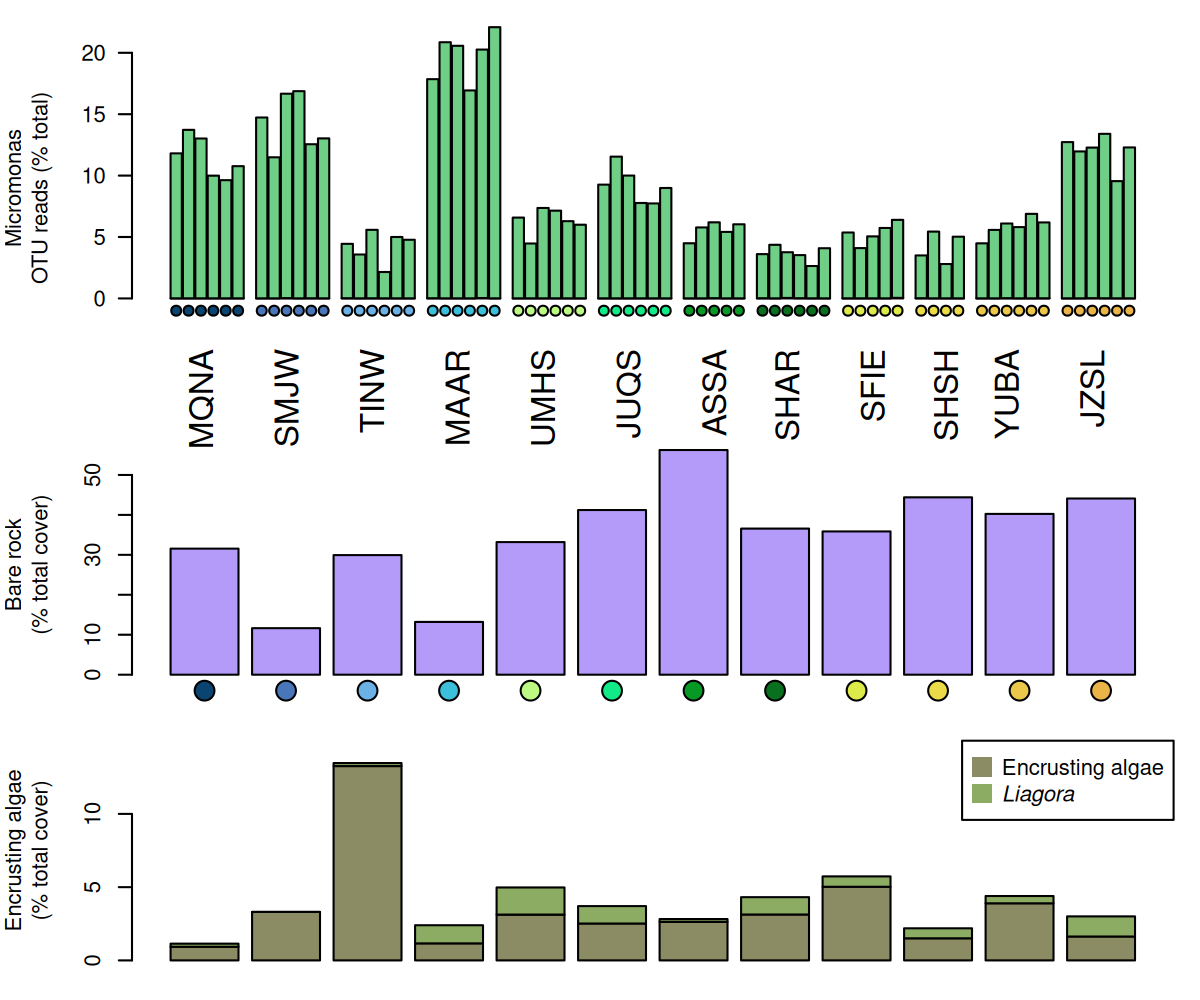 Micromonas
OTU reads (% total)
20
15
10
5
0
MQNA SMJW TINW MAAR UMHS JUQS ASSA SHAR SFIE SHSH YUBA JZSL
Bare rock
(% total cover)
50
30
10
0
Encrusting algae
(% total cover)
10
5
0
Encrusting algae
Liagora